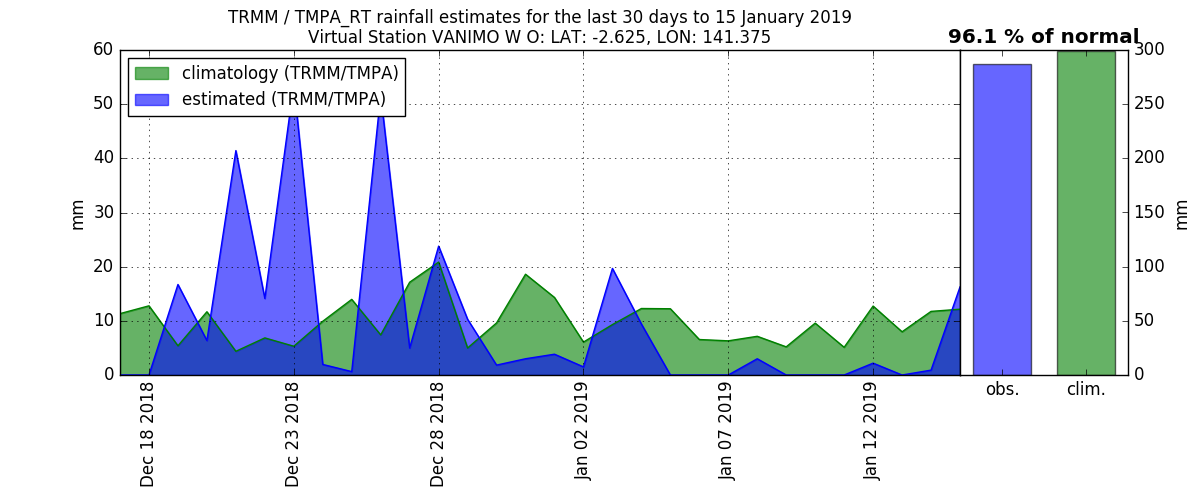 TRMM / TMPA_RT rainfall estimates for the last 30 days to 15 January 2019
Virtual Station VANIMO W O: LAT: -2.625, LON: 141.375
96.1 % of normal
climatology (TRMM/TMPA)
estimated (TRMM/TMPA)
60
50
40
30
20
10
0
mm
300
250
200
150
100
50
0
mm
Dec 18 2018
Dec 23 2018
Dec 28 2018
Jan 02 2019
Jan 07 2019
Jan 12 2019
obs.
clim.